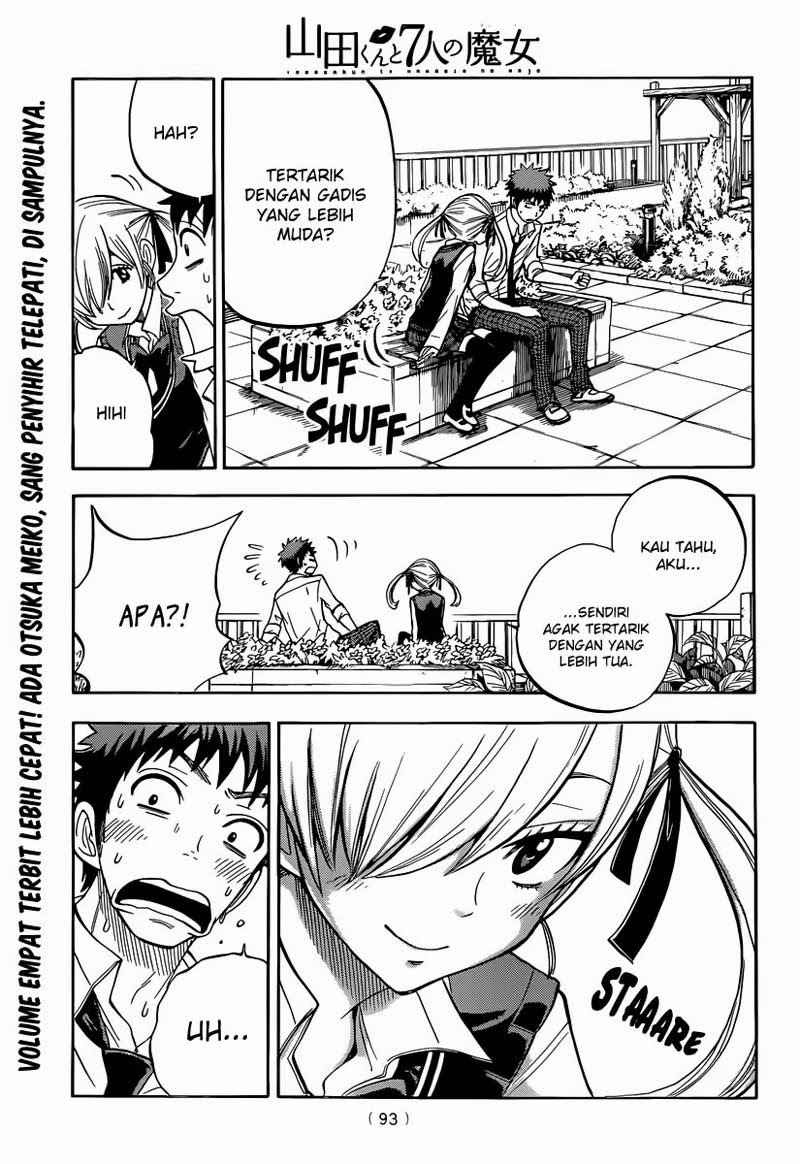 山田くんと7人の魔女
VOLUME EMPAT TERBIT LEBIH CEPAT! ADA OTSUKA MEIKO, SANG PENYIHIR TELEPATI, DI SAMPULNYA.
TERTARIK
DENGAN GADIS
YANG LEBIH
MUDA?
SHUFF
SHUFF
HAH?
HIHI
KAU TAHU,
AKU...
...SENDIRI
AGAK TERTARIK
DENGAN YANG
LEBIH TUA.
APA?!
STAAARE
UH...
( 93 )